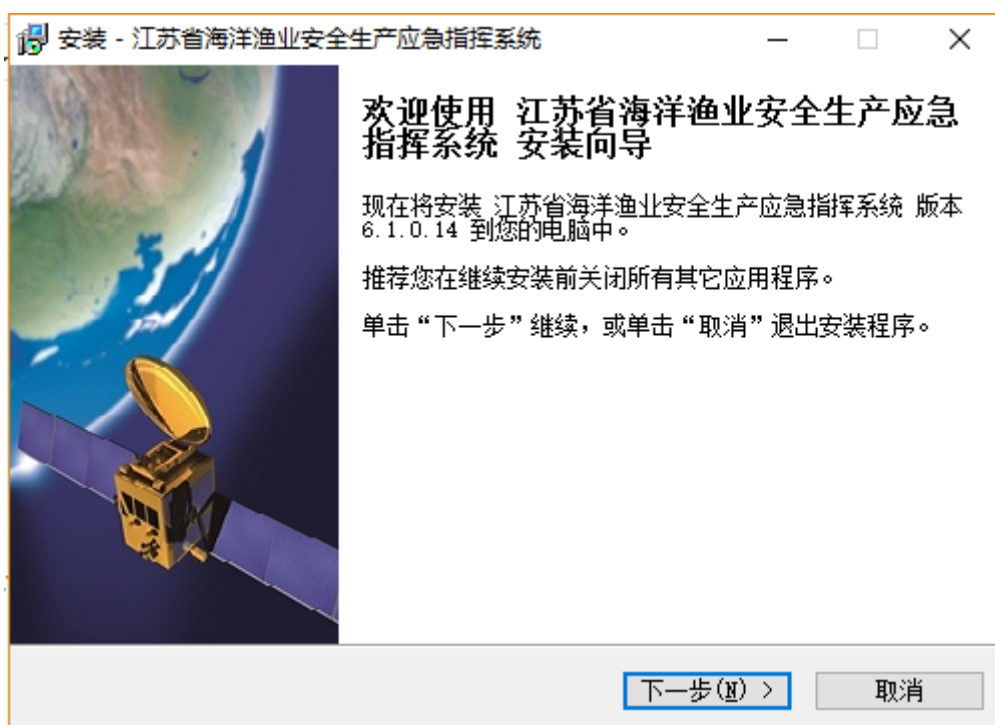 安装 - 江苏省海洋渔业安全生产应急指挥系统
欢迎使用 江苏省海洋渔业安全生产应急
指挥系统 安装向导
现在将安装 江苏省海洋渔业安全生产应急指挥系统 版本
6.1.0.14 到您的电脑中。
推荐您在继续安装前关闭所有其它应用程序。
单击“下一步”继续，或单击“取消”退出安装程序。
下一步(N) >
取消